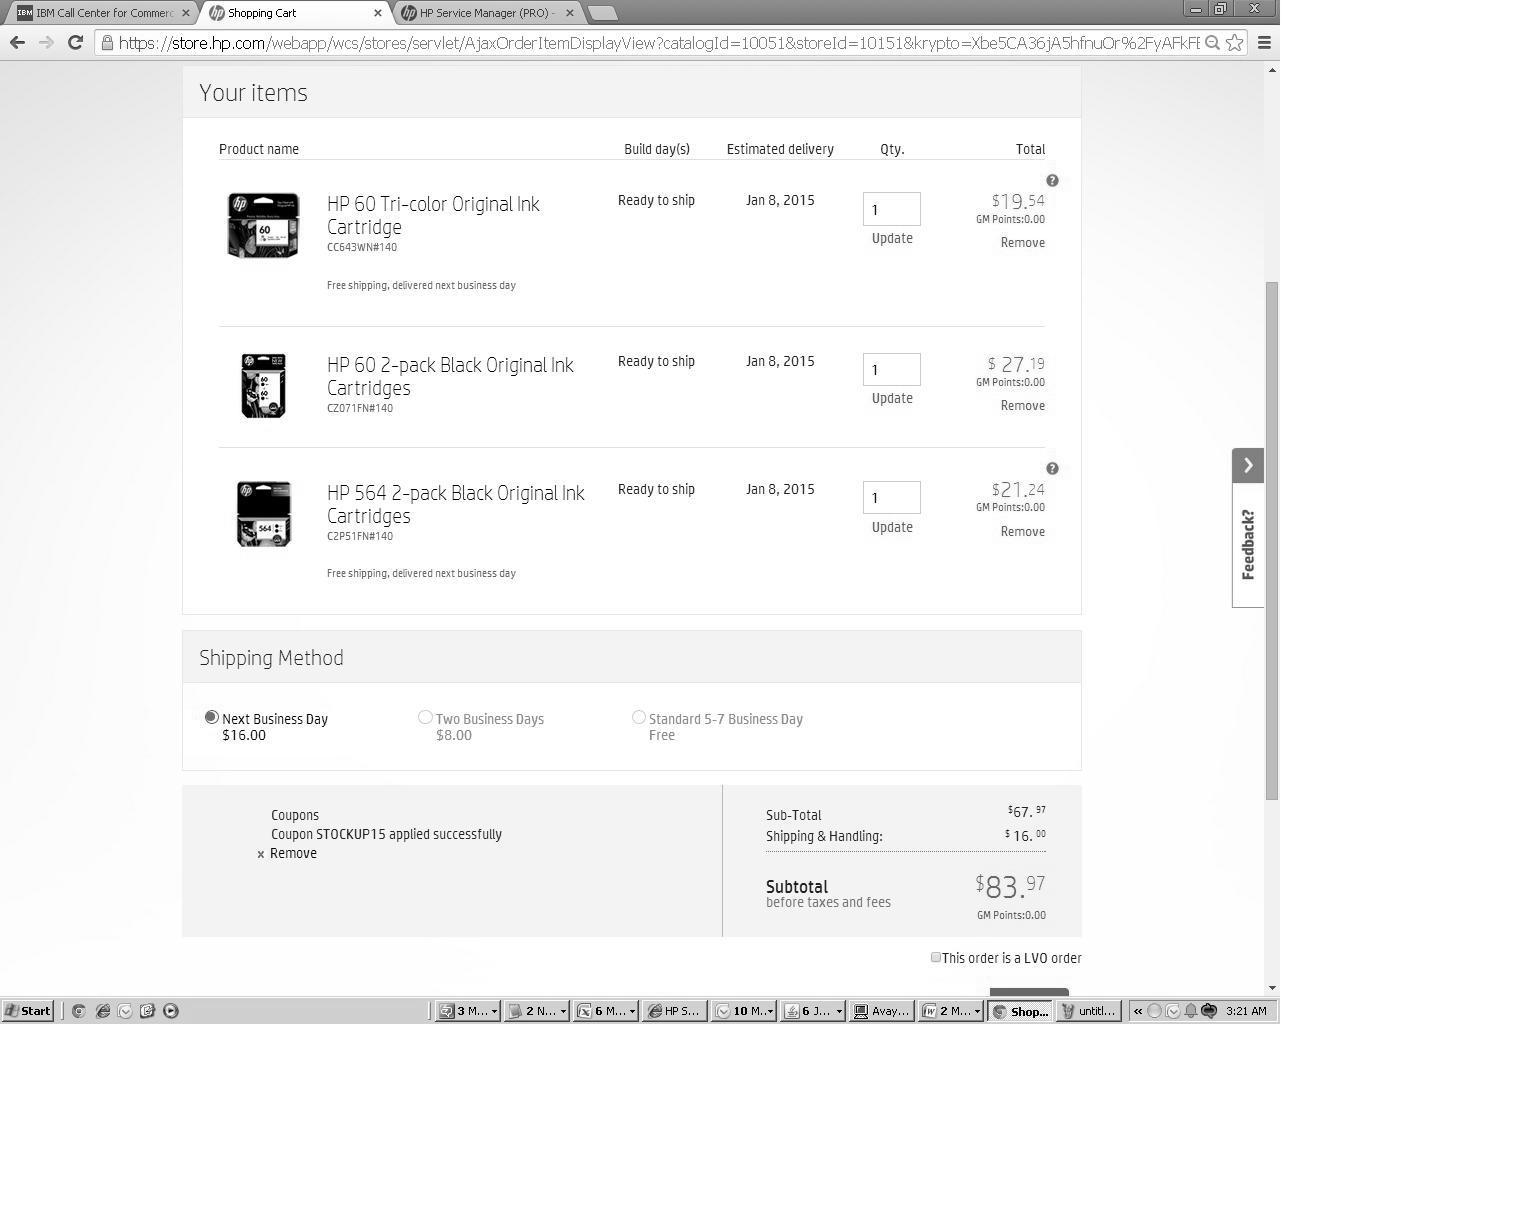 IBM IBM Call Center for Commerc
Shopping Cart
HP Service Manager (PRO) -
https://store.hp.com/webapp/wcs/stores/servlet/AjaxOrderItemDisplayView?catalogId=10051&storeId=10151&krypto=Xbe5CA36jA5hfnuOr%2FyAFkFE
Your items
Product name Build day(s) Estimated delivery Qty. Total
HP 60 Tri-color Original Ink
Cartridge
CC643WN#140
Free shipping, delivered next business day
Ready to ship
Jan 8, 2015
1
Update
$19.54
GM Points:0.00
Remove
60
HP 60 2-pack Black Original Ink
Cartridges
CZ071FN#140
Ready to ship
Jan 8, 2015
1
Update
$ 27.19
GM Points:0.00
Remove
60
60
HP 564 2-pack Black Original Ink
Cartridges
C2P51FN#140
Free shipping, delivered next business day
Ready to ship
Jan 8, 2015
1
Update
$21.24
GM Points:0.00
Remove
564
Feedback?
Shipping Method
Next Business Day
$16.00
Two Business Days
$8.00
Standard 5-7 Business Day
Free
Coupons
Coupon STOCKUP15 applied successfully
x Remove
Sub-Total $67.97
Shipping & Handling: $ 16.00
Subtotal $83.97
before taxes and fees
GM Points:0.00
This order is a LVO order
Start
3 M...
2 N...
6 M...
HP S...
10 M..
6 J...
Avay...
2 M...
Shop...
untitl...
« 3:21 AM